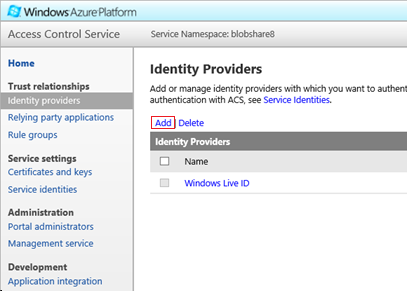 Windows Azure Platform
Access Control Service
Service Namespace: blobshare8
Home
Trust relationships
Identity providers
Relying party applications
Rule groups
Service settings
Certificates and keys
Service identities
Administration
Portal administrators
Management service
Development
Application integration
Identity Providers
Add or manage identity providers with which you want to authent
authentication with ACS, see Service Identities.
Add Delete
Identity Providers
Name
Windows Live ID